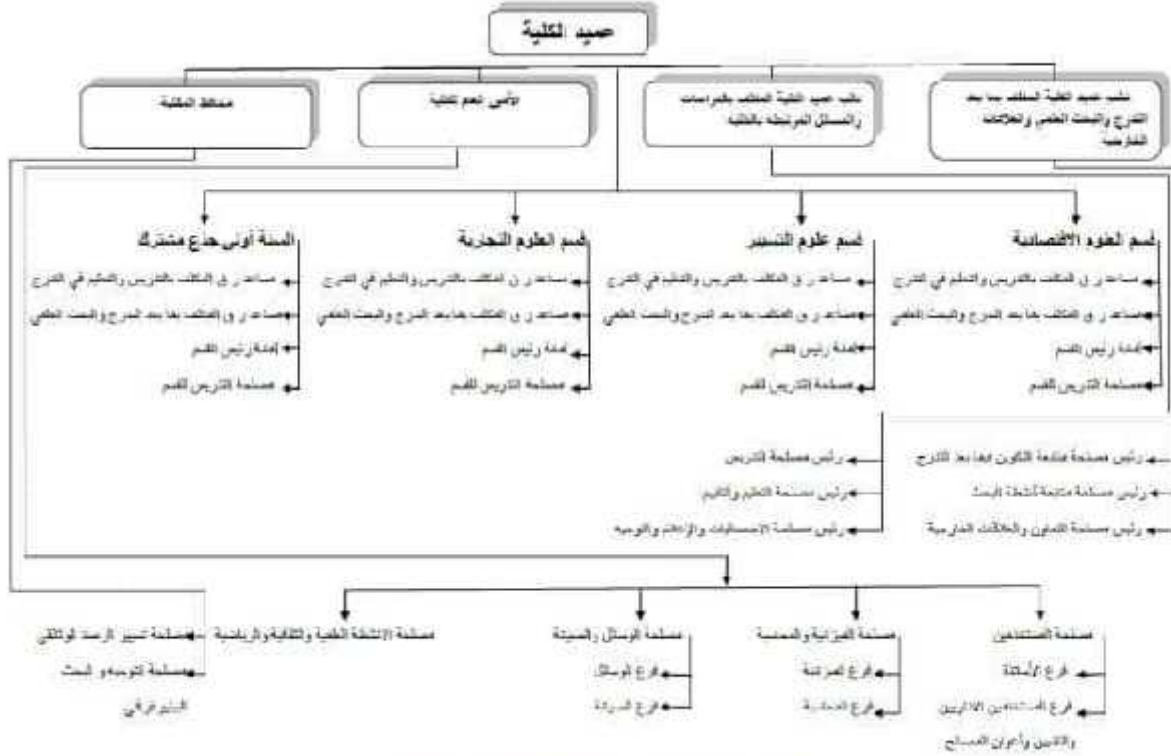 عميد الكلية
نائب عميد الكلية المكلف بما بعد
التدرج والبحث العلمي والعلاقات
الخارجية
نائب عميد الكلية المكلف بالدراسات
والمسائل المرتبطة بالطلبة
الأمين العام للكلية
محافظ المكتبة
قسم العلوم الاقتصادية
مساعد ر ق المكلف بالتدريس والتعليم في التدرج
مساعد ر ق المكلف بما بعد التدرج والبحث العلمي
أمانة رئيس القسم
مصلحة التدريس للقسم
قسم علوم التسيير
مساعد ر ق المكلف بالتدريس والتعليم في التدرج
مساعد ر ق المكلف بما بعد التدرج والبحث العلمي
أمانة رئيس القسم
مصلحة التدريس للقسم
قسم العلوم التجارية
مساعد ر ق المكلف بالتدريس والتعليم في التدرج
مساعد ر ق المكلف بما بعد التدرج والبحث العلمي
أمانة رئيس القسم
مصلحة التدريس للقسم
السنة أولى جذع مشترك
مساعد ر ق المكلف بالتدريس والتعليم في التدرج
مساعد ر ق المكلف بما بعد التدرج والبحث العلمي
أمانة رئيس القسم
مصلحة التدريس للقسم
رئيس مصلحة متابعة التكوين فيما بعد التدرج
رئيس مصلحة متابعة أنشطة البحث
رئيس مصلحة التعاون والعلاقات الخارجية
رئيس مصلحة التدريس
رئيس مصلحة التعليم والتقييم
رئيس مصلحة الاحصائيات والإعلام والتوجيه
مصلحة المستخدمين
فرع الأساتذة
فرع المستخدمين الاداريين
والتقنيين وأعوان المصالح
مصلحة الميزانية والمحاسبة
فرع الميزانية
فرع المحاسبة
مصلحة الوسائل والصيانة
فرع الوسائل
فرع الصيانة
مصلحة الانشطة العلمية والثقافية والرياضية
مصلحة تسيير الرصيد الوثائقي
مصلحة التوجيه و البحث
البيبليوغرافي